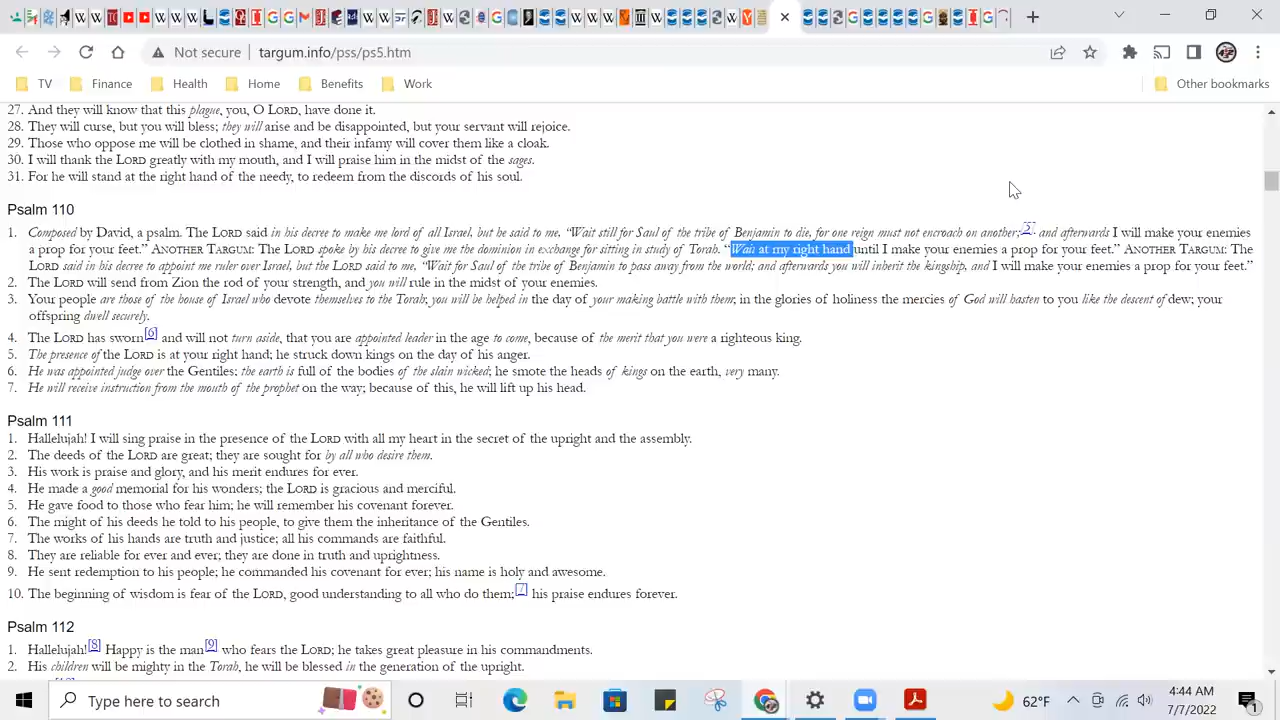 Not secure
targum.info/pss/ps5.htm
TV
Finance
Health
Home
Benefits
Work
Other bookmarks
27. And they will know that this plague, you, O LORD, have done it.
28. They will curse, but you will bless; they will arise and be disappointed, but your servant will rejoice.
29. Those who oppose me will be clothed in shame, and their infamy will cover them like a cloak.
30. I will thank the LORD greatly with my mouth, and I will praise him in the midst of the sages.
31. For he will stand at the right hand of the needy, to redeem from the discords of his soul.
Psalm 110
1. Composed by David, a psalm. The LORD said in his decree to make me lord of all Israel, but he said to me, “Wait still for Saul of the tribe of Benjamin to die, for one reign must not encroach on another; and afterwards I will make your enemies
a prop for your feet.” ANOTHER TARGUM: The LORD spoke by his decree to give me the dominion in exchange for sitting in study of Torah. “Wait at my right hand until I make your enemies a prop for your feet.” ANOTHER TARGUM: The
LORD said in his decree to appoint me ruler over Israel, but the LORD said to me, “Wait for Saul of the tribe of Benjamin to pass away from the world; and afterwards you will inherit the kingship, and I will make your enemies a prop for your feet.”
2. The LORD will send from Zion the rod of your strength, and you will rule in the midst of your enemies.
3. Your people are those of the house of Israel who devote themselves to the Torah; you will be helped in the day of your making battle with them; in the glories of holiness the mercies of God will hasten to you like the descent of dew; your
offspring dwell securely.
4. The LORD has sworn[6] and will not turn aside, that you are appointed leader in the age to come, because of the merit that you were a righteous king.
5. The presence of the LORD is at your right hand; he struck down kings on the day of his anger.
6. He was appointed judge over the Gentiles; the earth is full of the bodies of the slain wicked; he smote the heads of kings on the earth, very many.
7. He will receive instruction from the mouth of the prophet on the way; because of this, he will lift up his head.
Psalm 111
1. Hallelujah! I will sing praise in the presence of the LORD with all my heart in the secret of the upright and the assembly.
2. The deeds of the LORD are great; they are sought for by all who desire them.
3. His work is praise and glory, and his merit endures for ever.
4. He made a good memorial for his wonders; the LORD is gracious and merciful.
5. He gave food to those who fear him; he will remember his covenant forever.
6. The might of his deeds he told to his people, to give them the inheritance of the Gentiles.
7. The works of his hands are truth and justice; all his commands are faithful.
8. They are reliable for ever and ever; they are done in truth and uprightness.
9. He sent redemption to his people; he commanded his covenant for ever; his name is holy and awesome.
10. The beginning of wisdom is fear of the LORD, good understanding to all who do them;[7] his praise endures forever.
Psalm 112
1. Hallelujah![8] Happy is the man[9] who fears the LORD; he takes great pleasure in his commandments.
2. His children will be mighty in the Torah, he will be blessed in the generation of the upright.
Type here to search
62°F
4:44 AM
7/7/2022
1